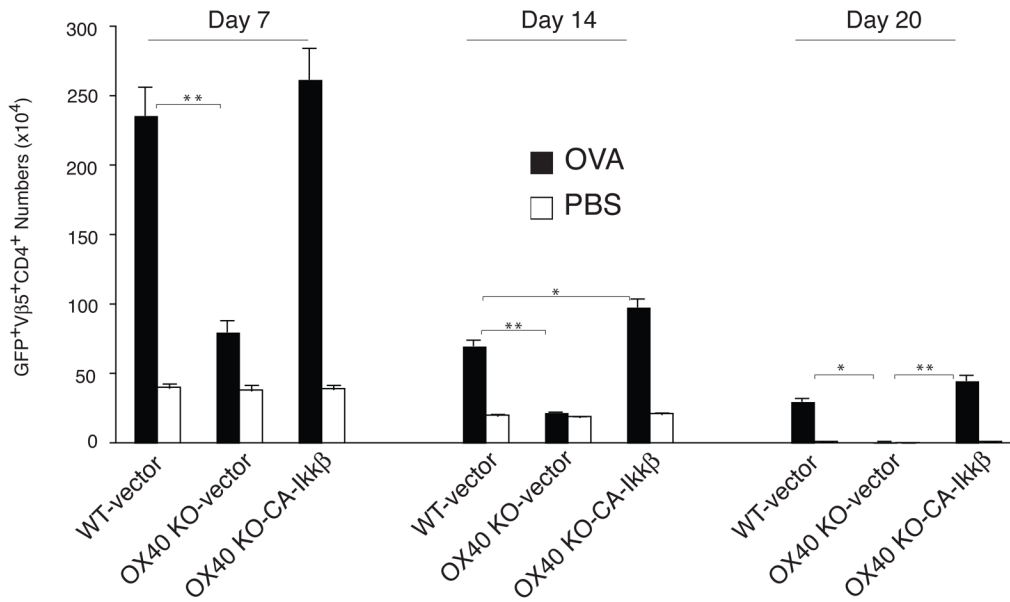 Day 7
Day 14
Day 20
GFP⁺Vβ5⁺CD4⁺ Numbers (x10⁴)
300
250
200
150
100
50
0
**
**
*
*
**
OVA
PBS
WT-vector
OX40 KO-vector
OX40 KO-CA-Ikkβ
WT-vector
OX40 KO-vector
OX40 KO-CA-Ikkβ
WT-vector
OX40 KO-vector
OX40 KO-CA-Ikkβ